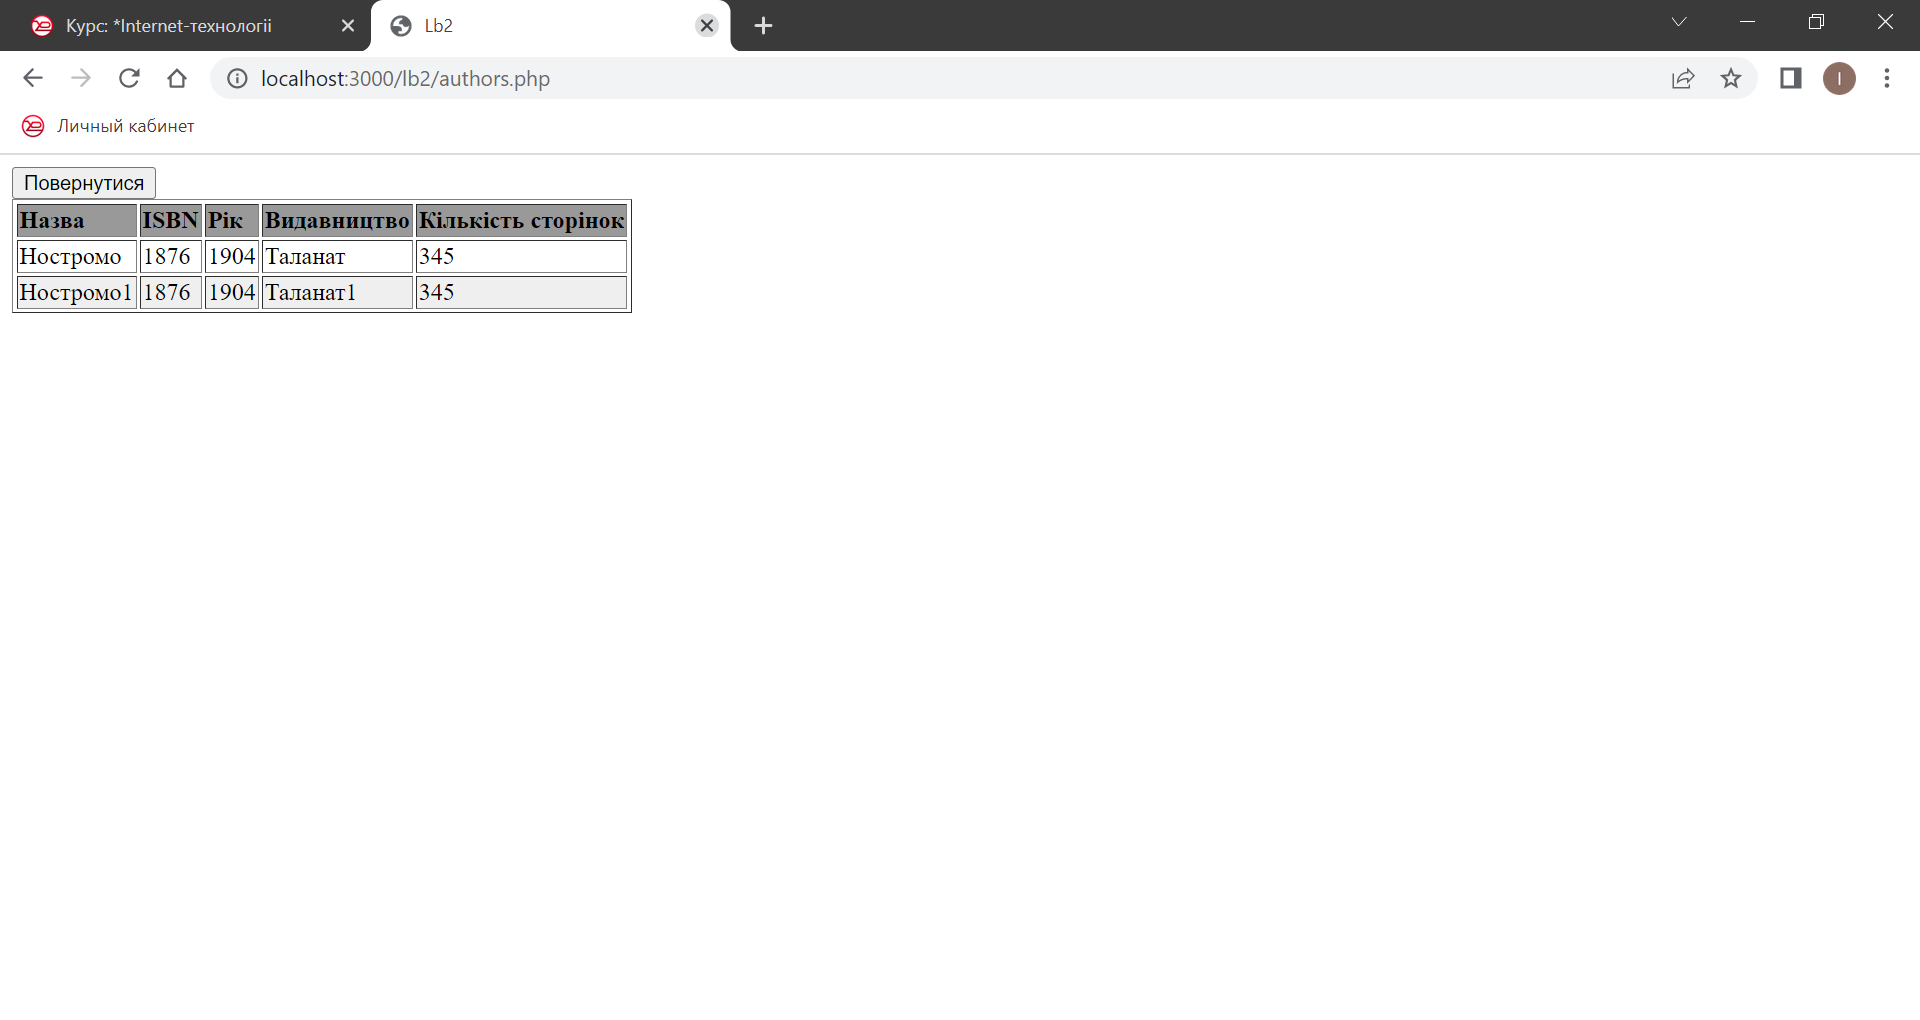 Курс: *Internet-технологіі
Lb2
localhost:3000/lb2/authors.php
I
Личный кабинет
Повернутися
Назва ISBN Рік Видавництво Кількість сторінок
Ностромо 1876 1904 Таланат 345
Ностромо1 1876 1904 Таланат1 345